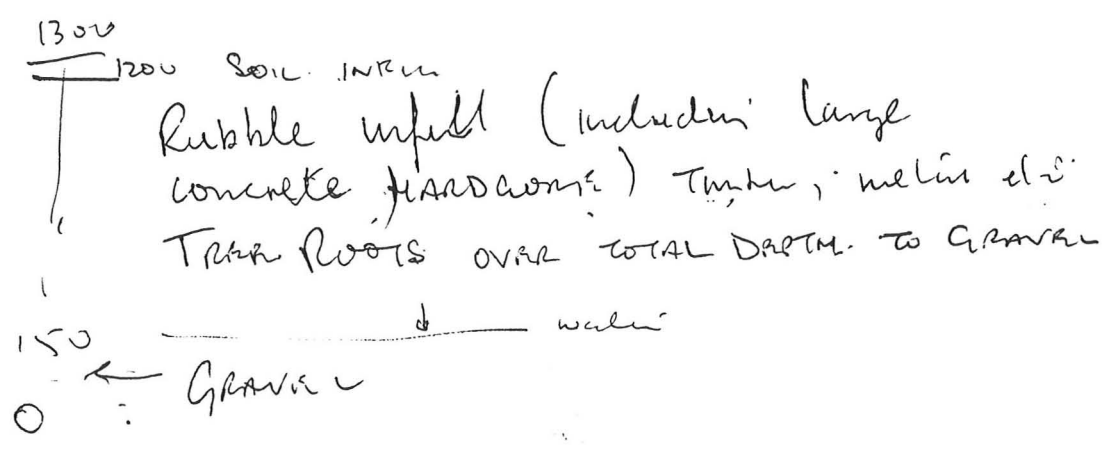 1300
1200 SOIL INFILL
Rubble infill (including large
concrete, HARDCORE) Timber, metal etc
TREE ROOTS OVER TOTAL DEPTH. TO GRAVEL
150 water
← GRAVEL
0